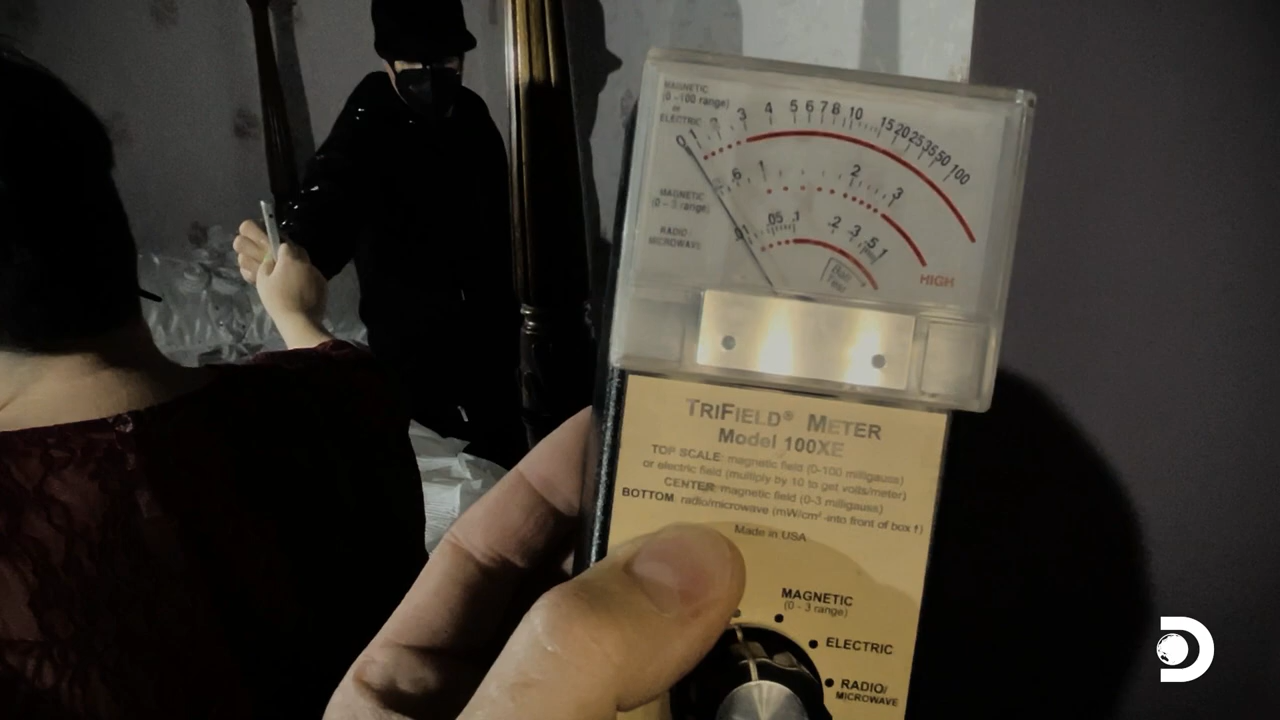 MAGNETIC
(0-100 range)
or
ELECTRIC
0 1 2 3 4 5 6 7 8 10 15 20 25 35 50 100
MAGNETIC
(0-3 range)
.6 1 2 3
RADIO/
MICROWAVE
.01 .05 .1 .2 .3 .5 1
HIGH
TRIFIELD® METER
Model 100XE
TOP SCALE: magnetic field (0-100 milligauss)
or electric field (multiply by 10 to get volts/meter)
CENTER: magnetic field (0-3 milligauss)
BOTTOM: radio/microwave (mW/cm² -into front of box !)
Made in USA
MAGNETIC
(0 - 3 range)
ELECTRIC
RADIO/
MICROWAVE